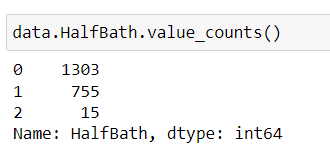 data.HalfBath.value_counts()
0    1303
1     755
2      15
Name: HalfBath, dtype: int64